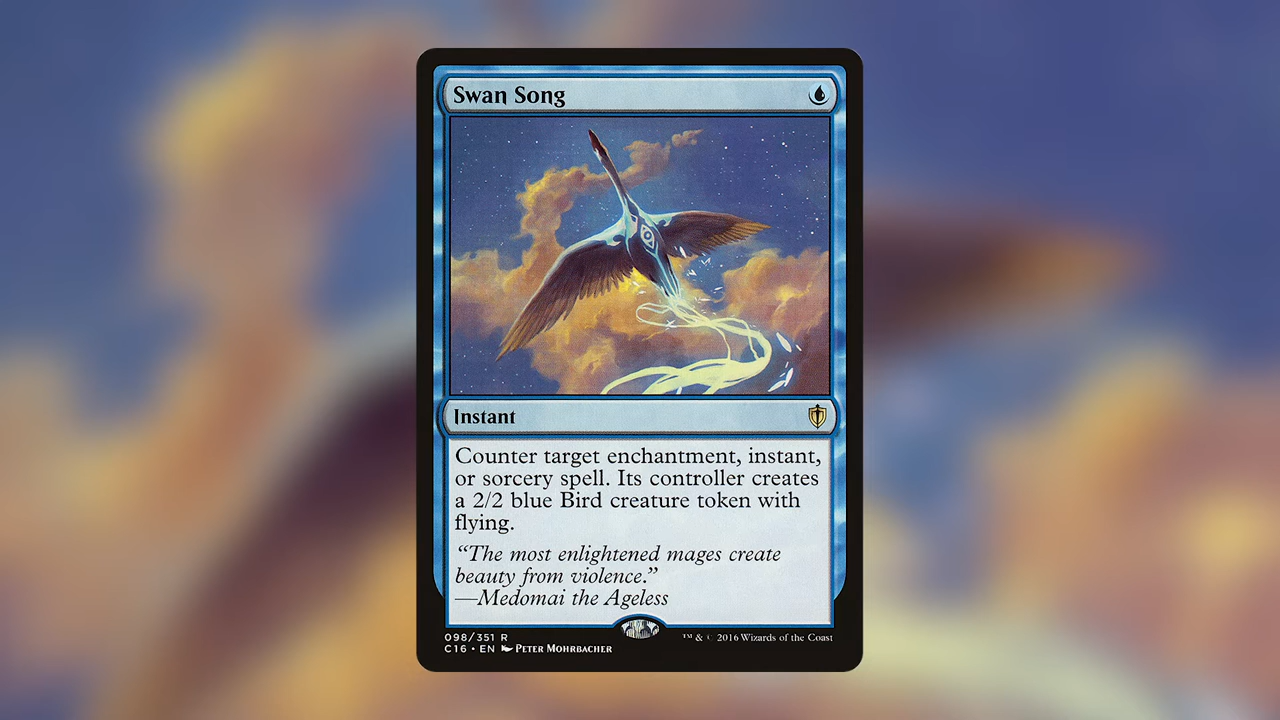 Swan Song
Instant
Counter target enchantment, instant,
or sorcery spell. Its controller creates
a 2/2 blue Bird creature token with
flying.
“The most enlightened mages create
beauty from violence.”
—Medomai the Ageless
098/351 R
C16 • EN Peter Mohrbacher
™ & © 2016 Wizards of the Coast